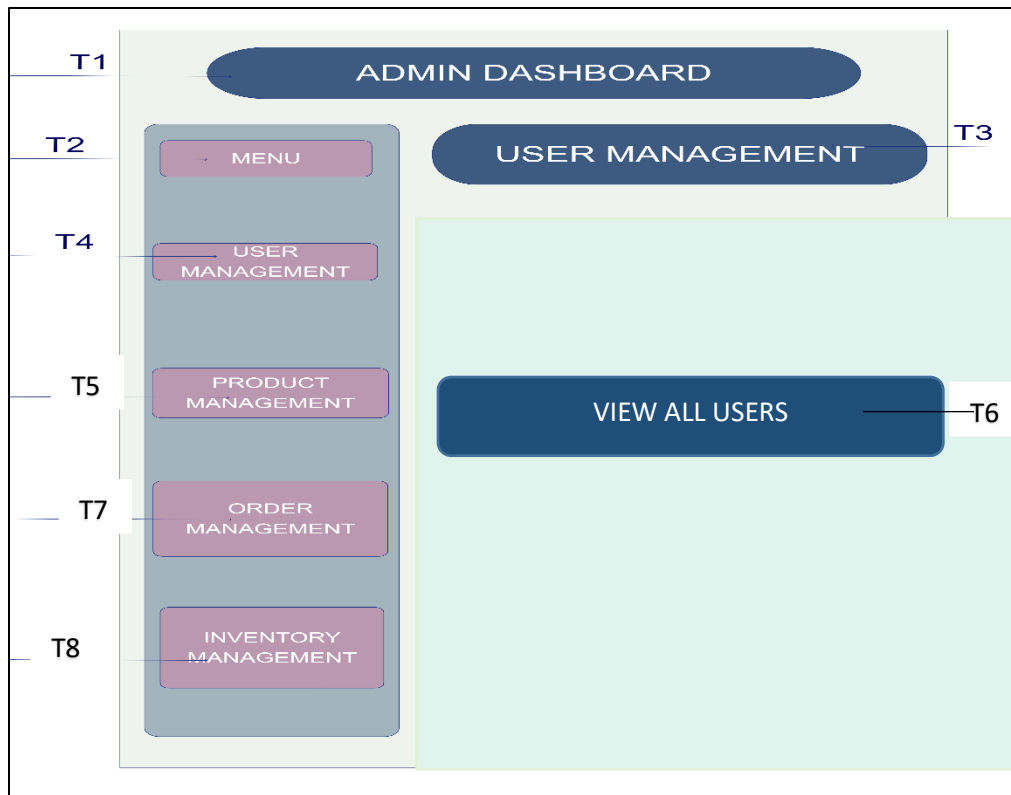 T1
ADMIN DASHBOARD
T2
MENU
USER MANAGEMENT
T3
T4
USER
MANAGEMENT
T5
PRODUCT
MANAGEMENT
VIEW ALL USERS
T6
T7
ORDER
MANAGEMENT
T8
INVENTORY
MANAGEMENT